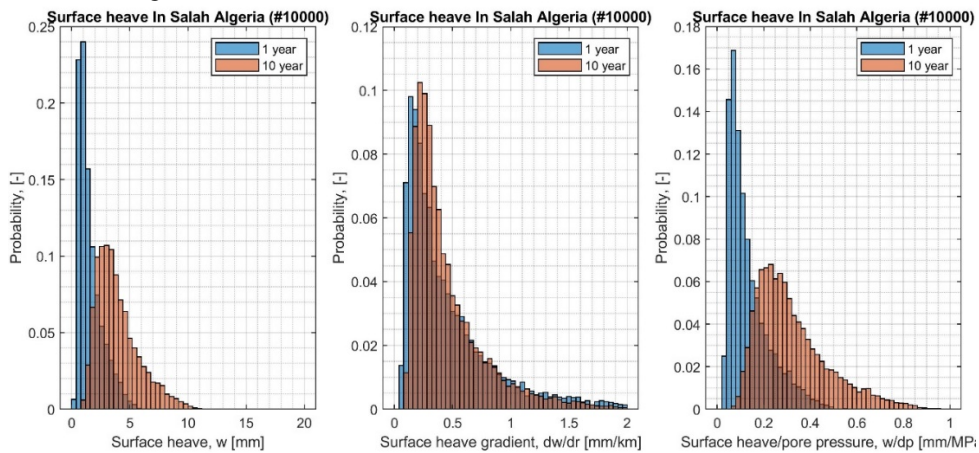 Surface heave In Salah Algeria (#10000)
0.25
0.2
0.15
0.1
0.05
0
0
5
10
15
20
Probability, [-]
Surface heave, w [mm]
1 year
10 year
Surface heave In Salah Algeria (#10000)
0.12
0.1
0.08
0.06
0.04
0.02
0
0
0.5
1
1.5
2
Probability, [-]
Surface heave gradient, dw/dr [mm/km]
1 year
10 year
Surface heave In Salah Algeria (#10000)
0.18
0.16
0.14
0.12
0.1
0.08
0.06
0.04
0.02
0
0
0.2
0.4
0.6
0.8
1
Probability, [-]
Surface heave/pore pressure, w/dp [mm/MPa
1 year
10 year